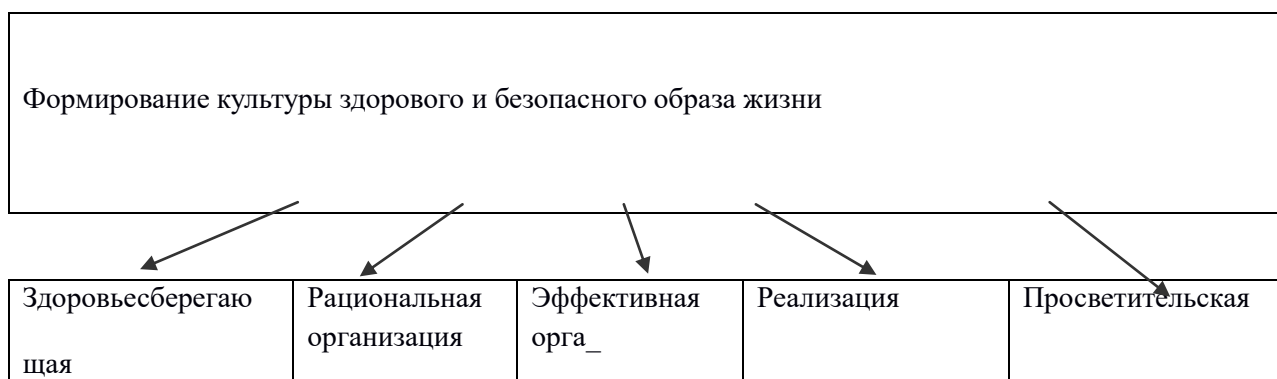 Формирование культуры здорового и безопасного образа жизни
Здоровьесберегаю
щая
Рациональная
организация
Эффективная
орга_
Реализация
Просветительская